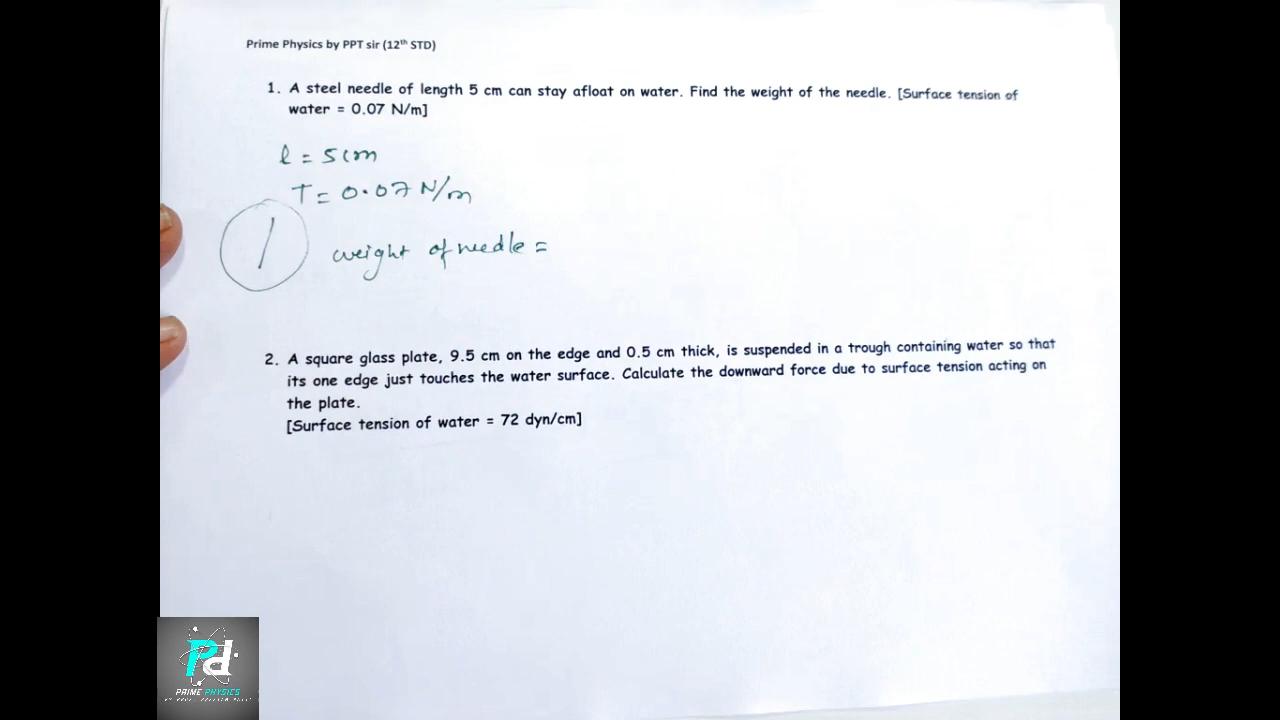 Prime Physics by PPT sir (12th STD)
1. A steel needle of length 5 cm can stay afloat on water. Find the weight of the needle. [Surface tension of
water = 0.07 N/m]
l = 5cm
T = 0.07 N/m
1
weight of needle =
2. A square glass plate, 9.5 cm on the edge and 0.5 cm thick, is suspended in a trough containing water so that
its one edge just touches the water surface. Calculate the downward force due to surface tension acting on
the plate.
[Surface tension of water = 72 dyn/cm]
Pd
PRIME PHYSICS